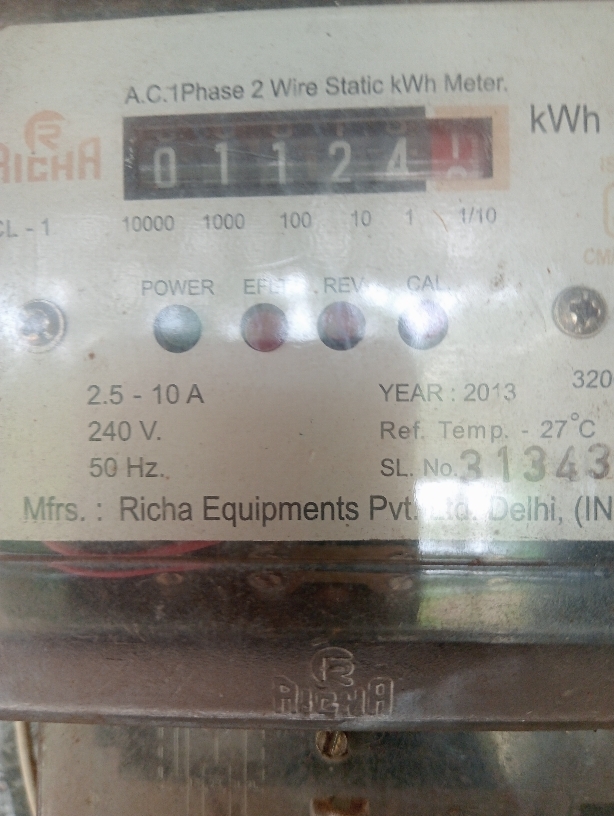 A.C.1Phase 2 Wire Static kWh Meter.
RICHA
01124
kWh
CL - 1
10000 1000 100 10 1 1/10
POWER EFLT REV. CAL.
2.5 - 10 A
YEAR : 2013
320
240 V.
Ref. Temp. - 27°C
50 Hz.
SL. No.31343
Mfrs. : Richa Equipments Pvt. Ltd. Delhi, (IN
RICHA